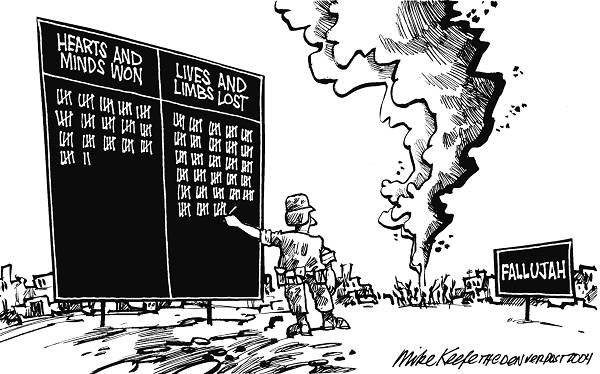 HEARTS AND
MINDS WON
LIVES AND
LIMBS LOST
FALLUJAH
Mike Keefe THE DENVER POST 2004